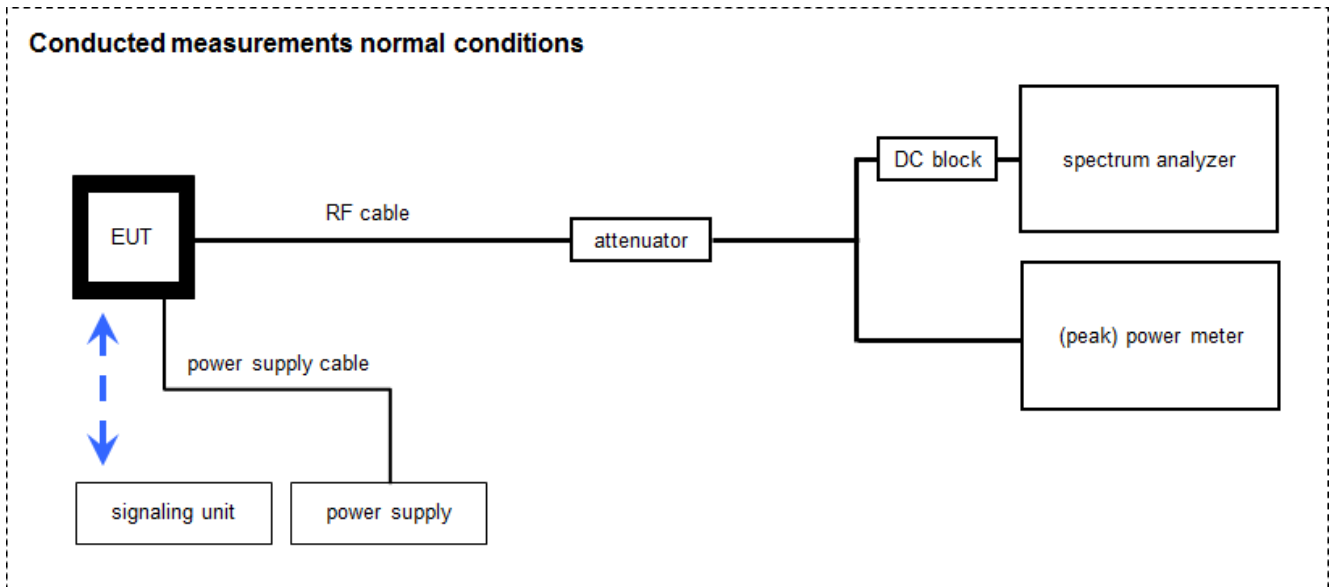 Conducted measurements normal conditions
DC block
spectrum analyzer
EUT
RF cable
attenuator
(peak) power meter
power supply cable
signaling unit
power supply